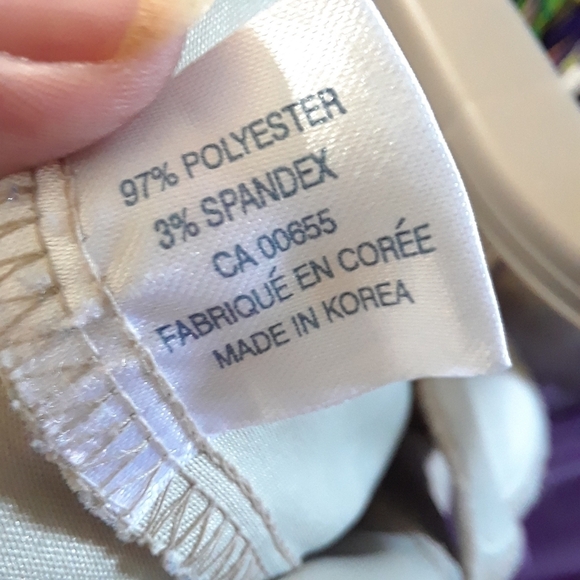 97% POLYESTER
3% SPANDEX
CA 00655
FABRIQUÉ EN CORÉE
MADE IN KOREA